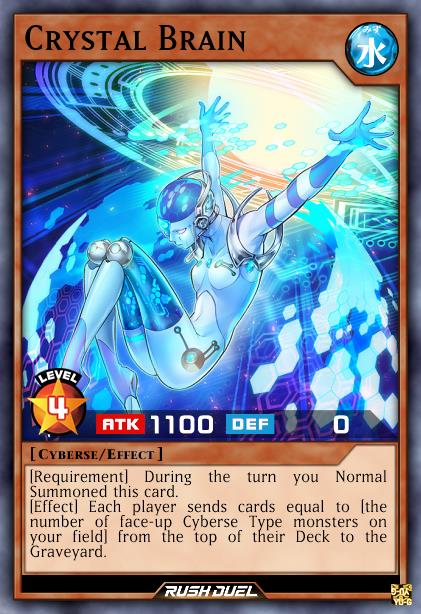 Crystal Brain
みず
水
LEVEL
4
ATK 1100 DEF 0
[Cyberse/Effect]
[Requirement] During the turn you Normal
Summoned this card.
[Effect] Each player sends cards equal to [the
number of face-up Cyberse Type monsters on
your field] from the top of their Deck to the
Graveyard.
RUSH DUEL